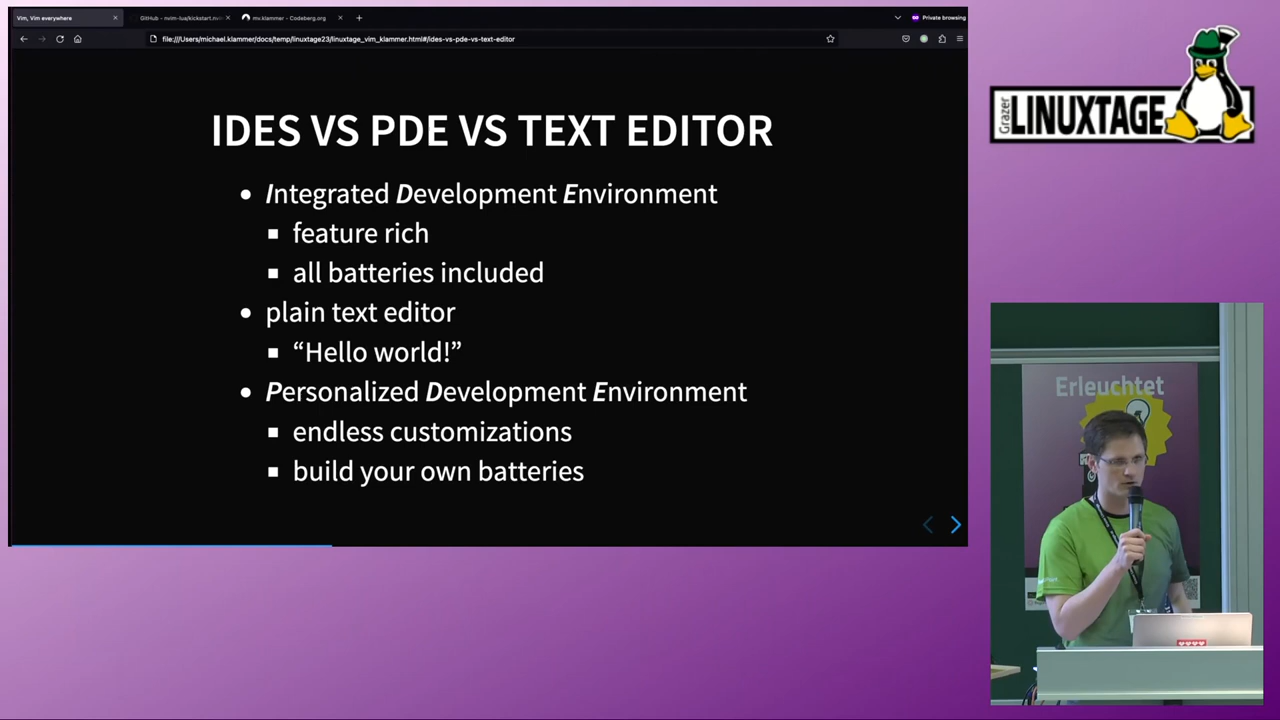 Vim, Vim everywhere
GitHub - nvim-lua/kickstart.nvim
mv.klammer - Codeberg.org
Private browsing
file:///Users/michael.klammer/docs/temp/linuxtage23/linuxtage_vim_klammer.html#/ides-vs-pde-vs-text-editor
IDES VS PDE VS TEXT EDITOR
Integrated Development Environment
feature rich
all batteries included
plain text editor
“Hello world!”
Personalized Development Environment
endless customizations
build your own batteries
Grazer
LINUXTAGE
Erleuchtet